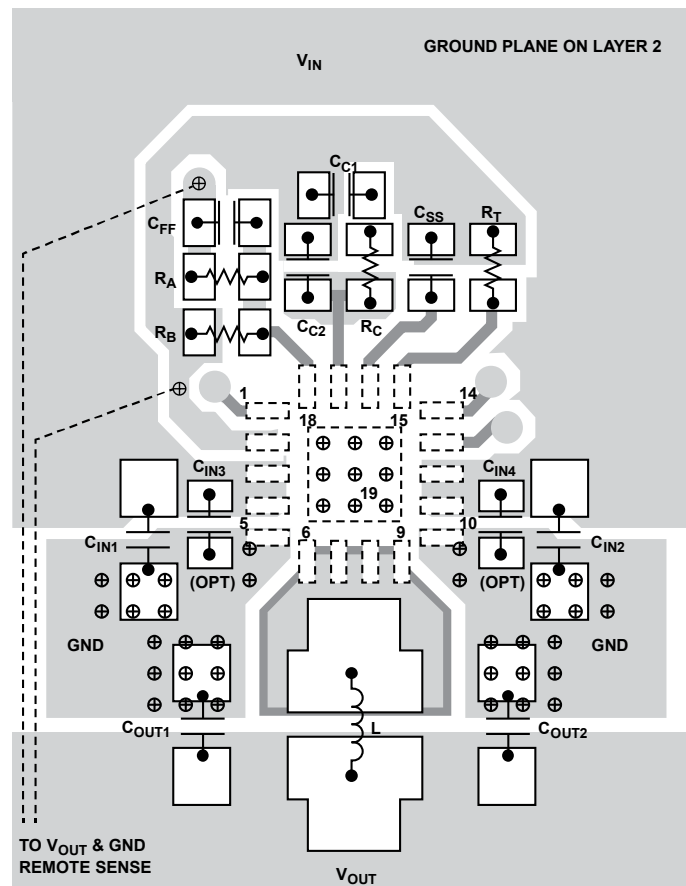 GROUND PLANE ON LAYER 2
VIN
CC1
CFF
CSS
RT
RA
RB
CC2
RC
1
14
18
15
19
CIN3
CIN4
5
10
6
9
CIN1
CIN2
(OPT)
(OPT)
GND
GND
COUT1
L
COUT2
TO VOUT & GND
REMOTE SENSE
VOUT